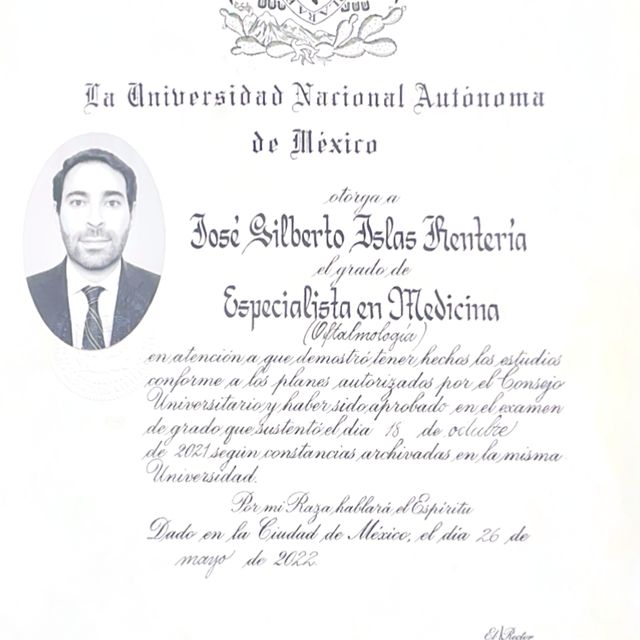 La Universidad Nacional Autónoma
de México
otorga a
José Gilberto Islas Rentería
el grado de
Especialista en Medicina
(Oftalmología)
en atención a que demostró tener hechos los estudios
conforme a los planes autorizados por el Consejo
Universitario y haber sido aprobado en el examen
de grado que sustentó el día 18 de octubre
de 2021 según constancias archivadas en la misma
Universidad.
Por mi Raza hablará el Espíritu
Dado en la Ciudad de México, el día 26 de
mayo de 2022
El Rector